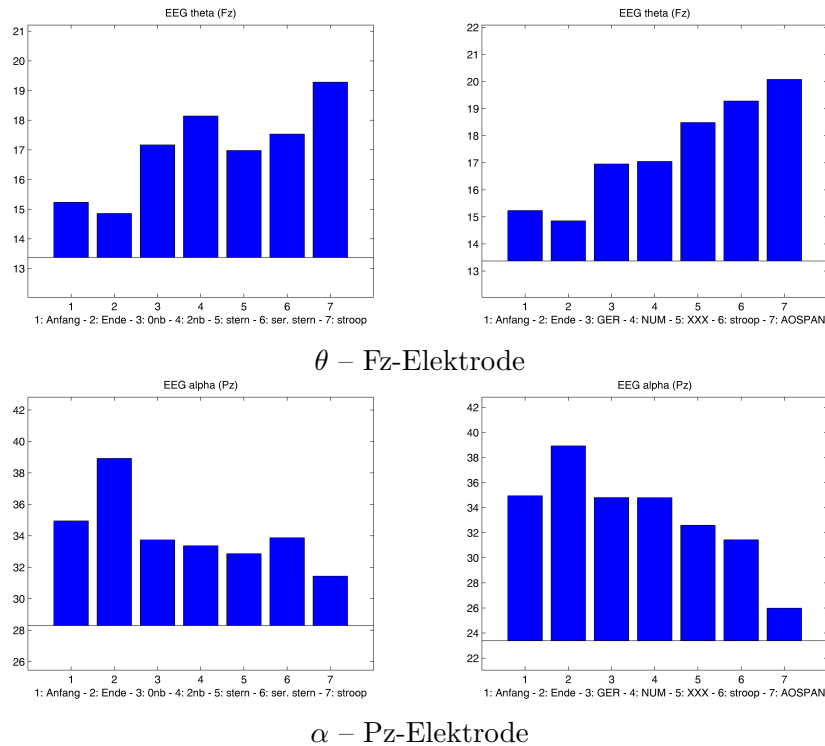 EEG theta (Fz)
21
20
19
18
17
16
15
14
13
1 2 3 4 5 6 7
1: Anfang - 2: Ende - 3: 0nb - 4: 2nb - 5: stern - 6: ser. stern - 7: stroop
EEG theta (Fz)
22
21
20
19
18
17
16
15
14
13
1 2 3 4 5 6 7
1: Anfang - 2: Ende - 3: GER - 4: NUM - 5: XXX - 6: stroop - 7: AOSPAN
θ – Fz-Elektrode
EEG alpha (Pz)
42
40
38
36
34
32
30
28
26
1 2 3 4 5 6 7
1: Anfang - 2: Ende - 3: 0nb - 4: 2nb - 5: stern - 6: ser. stern - 7: stroop
EEG alpha (Pz)
42
40
38
36
34
32
30
28
26
24
22
1 2 3 4 5 6 7
1: Anfang - 2: Ende - 3: GER - 4: NUM - 5: XXX - 6: stroop - 7: AOSPAN
α – Pz-Elektrode